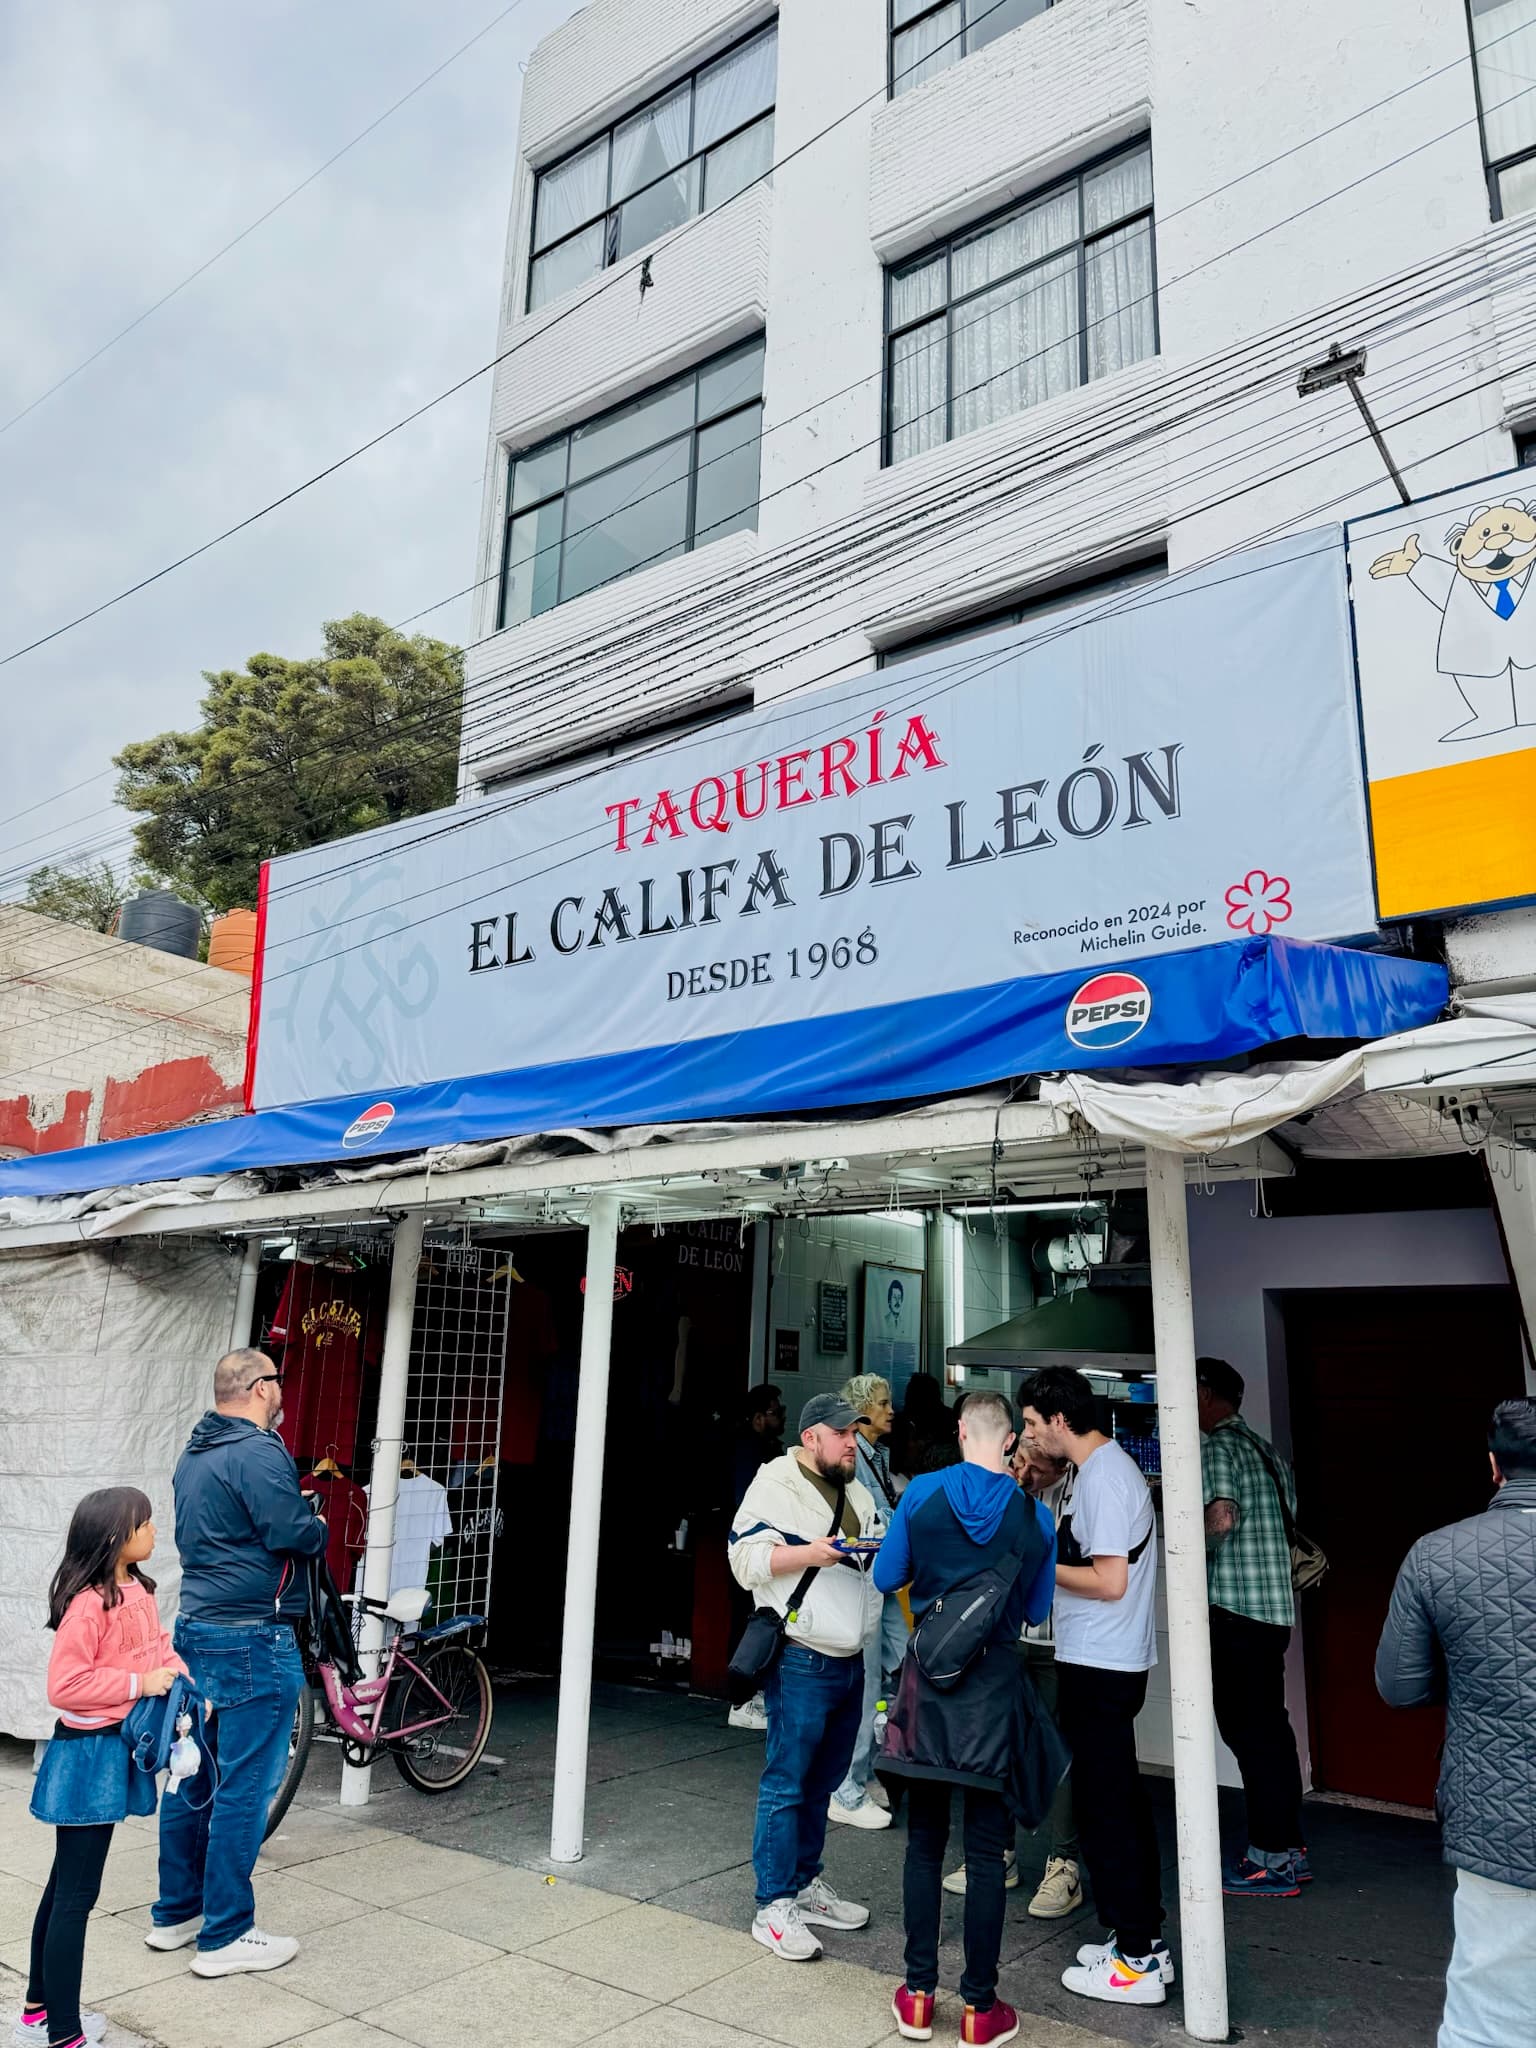 TAQUERÍA
EL CALIFA DE LEÓN
DESDE 1968
Reconocido en 2024 por
Michelin Guide.
PEPSI
PEPSI
EL CALIFA
DE LEÓN
OPEN